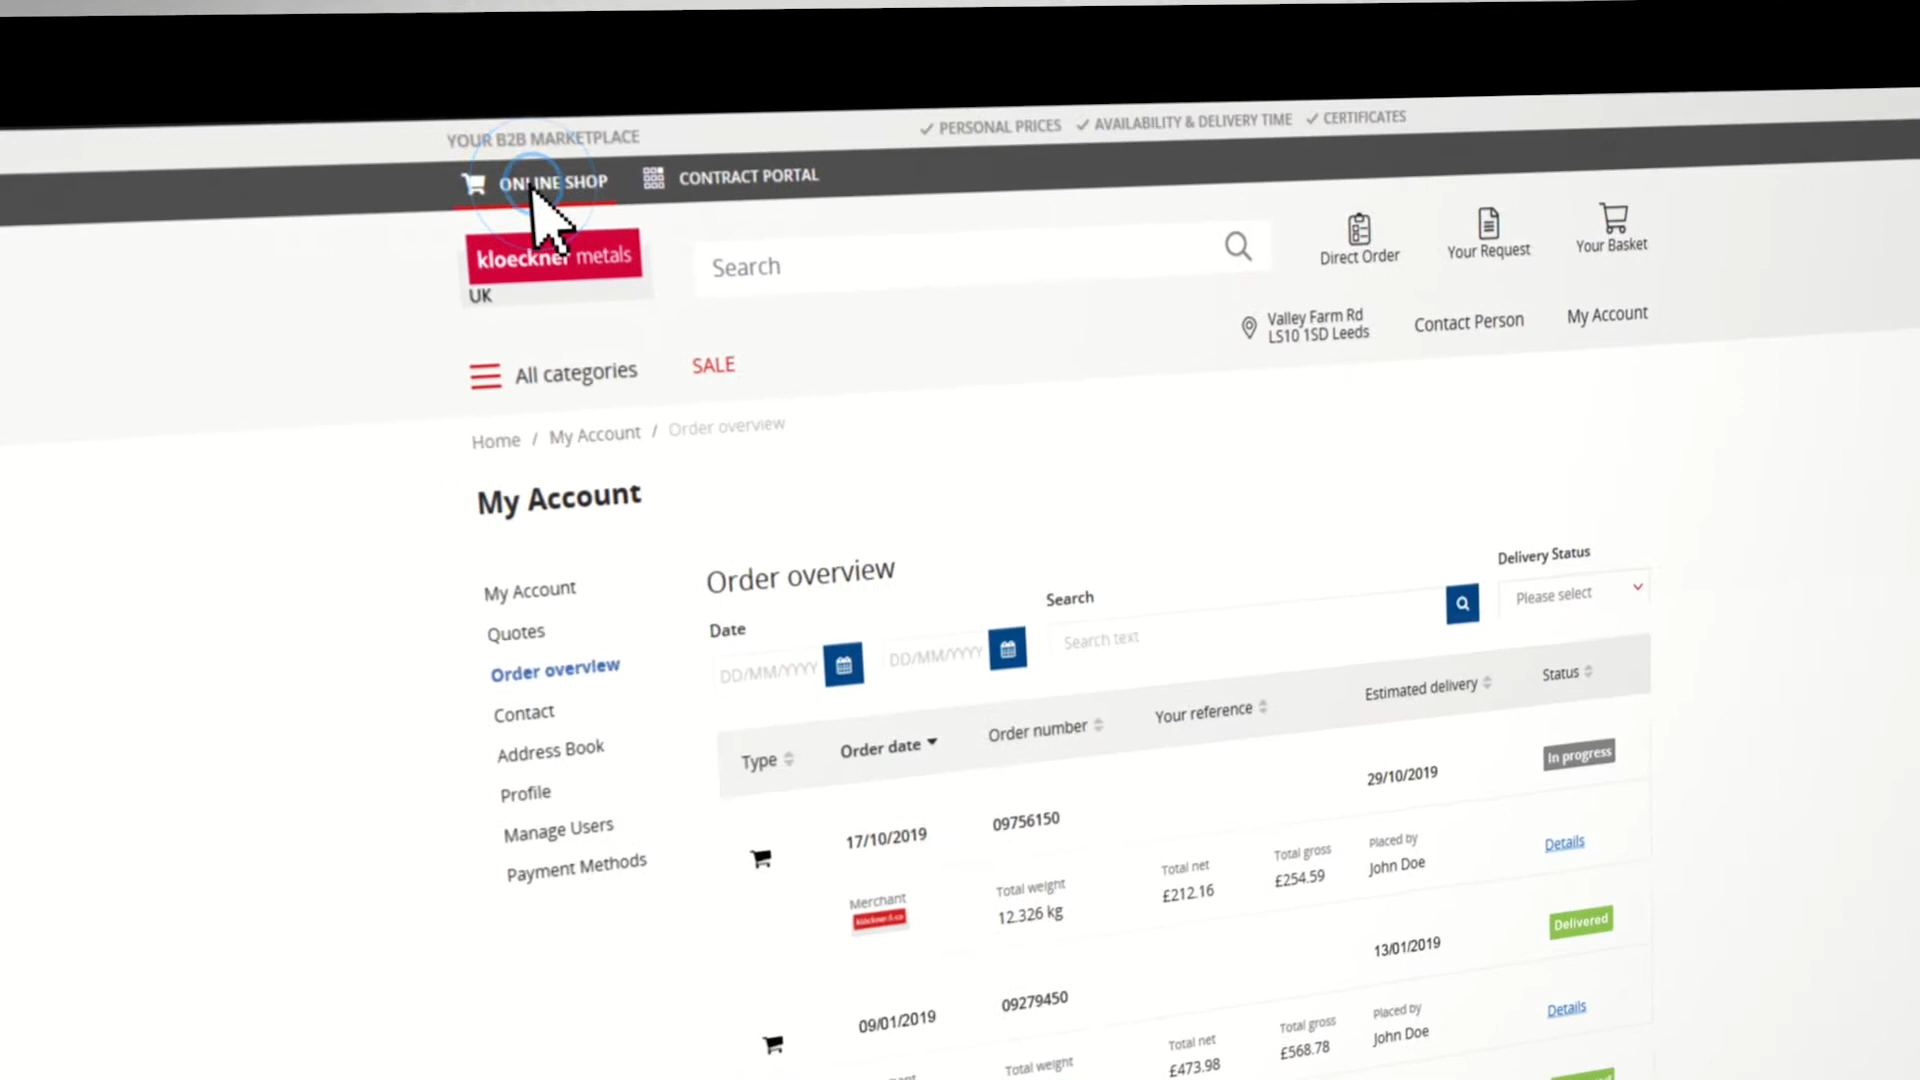 YOUR B2B MARKETPLACE
PERSONAL PRICES AVAILABILITY & DELIVERY TIME CERTIFICATES
ONLINE SHOP CONTRACT PORTAL
kloeckner metals
UK
Search
Direct Order Your Request Your Basket
Valley Farm Rd
LS10 1SD Leeds
Contact Person My Account
All categories SALE
Home / My Account / Order overview
My Account
My Account
Quotes
Order overview
Contact
Address Book
Profile
Manage Users
Payment Methods
Order overview
Date Search Delivery Status
DD/MM/YYYY DD/MM/YYYY Search text Please select
Type Order date Order number Your reference Estimated delivery Status
17/10/2019 09756150 29/10/2019 In progress
Merchant Total weight Total net Total gross Placed by Details
12.326 kg £212.16 £254.59 John Doe
09/01/2019 09279450 13/01/2019 Delivered
Total weight Total net Total gross Placed by Details
£473.98 £568.78 John Doe